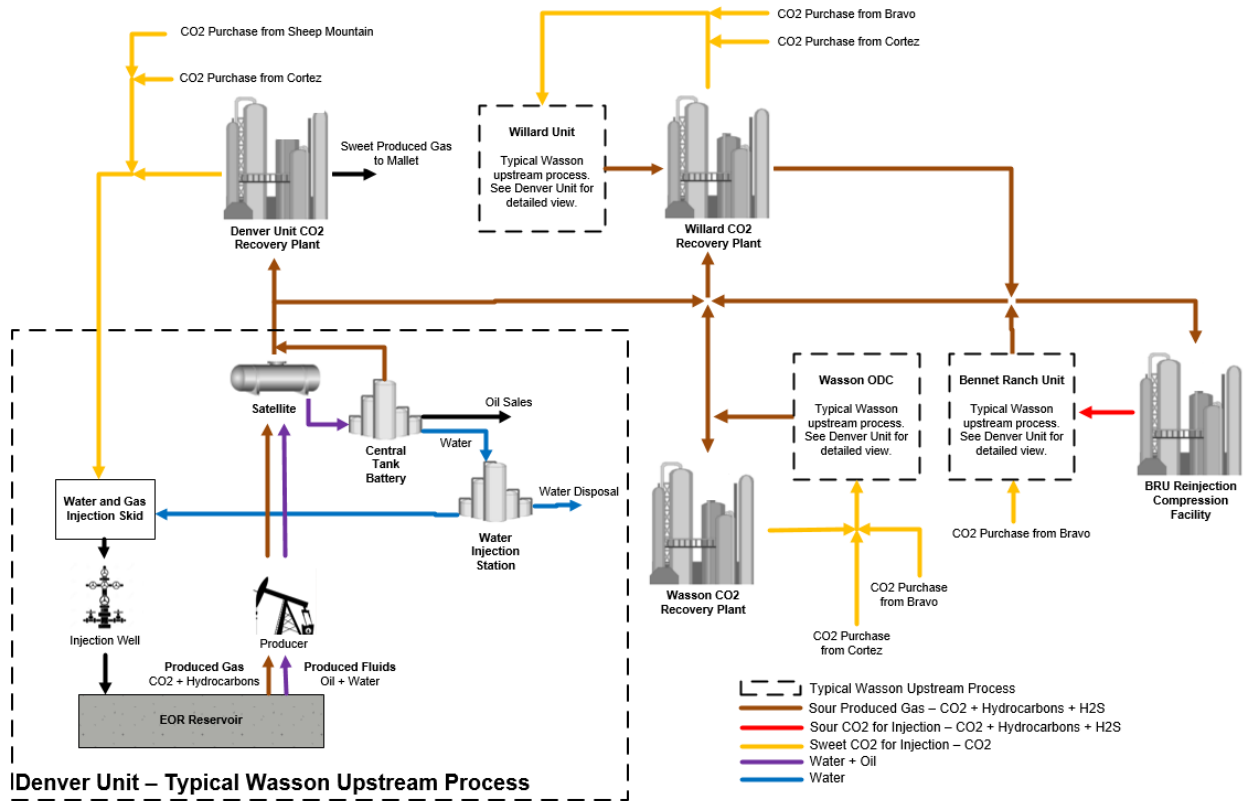 CO2 Purchase from Sheep Mountain
CO2 Purchase from Cortez
CO2 Purchase from Bravo
CO2 Purchase from Cortez
Sweet Produced Gas
to Mallet
Denver Unit CO2
Recovery Plant
Willard Unit
Typical Wasson
upstream process.
See Denver Unit for
detailed view.
Willard CO2
Recovery Plant
Satellite
Central
Tank
Battery
Oil Sales
Water
Water Disposal
Water
Injection
Station
Water and Gas
Injection Skid
Injection Well
Producer
Produced Gas
CO2 + Hydrocarbons
Produced Fluids
Oil + Water
EOR Reservoir
Denver Unit – Typical Wasson Upstream Process
Wasson ODC
Typical Wasson
upstream process.
See Denver Unit for
detailed view.
Bennet Ranch Unit
Typical Wasson
upstream process.
See Denver Unit for
detailed view.
BRU Reinjection
Compression
Facility
CO2 Purchase from Bravo
Wasson CO2
Recovery Plant
CO2 Purchase
from Bravo
CO2 Purchase
from Cortez
Typical Wasson Upstream Process
Sour Produced Gas – CO2 + Hydrocarbons + H2S
Sour CO2 for Injection – CO2 + Hydrocarbons + H2S
Sweet CO2 for Injection – CO2
Water + Oil
Water